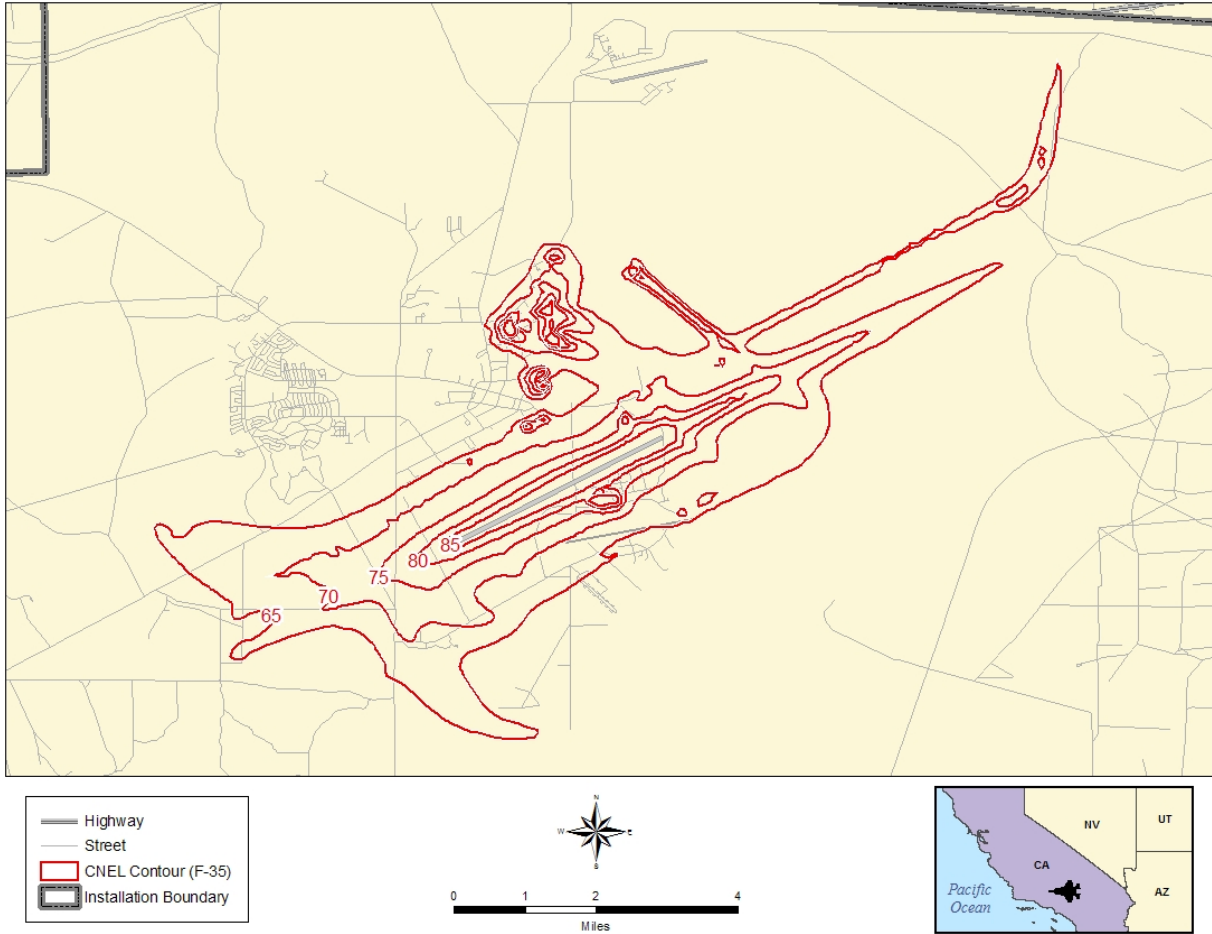 85
80
75
70
65
Highway
Street
CNEL Contour (F-35)
Installation Boundary
N
W
E
S
0 1 2 4
Miles
NV
UT
CA
AZ
Pacific
Ocean